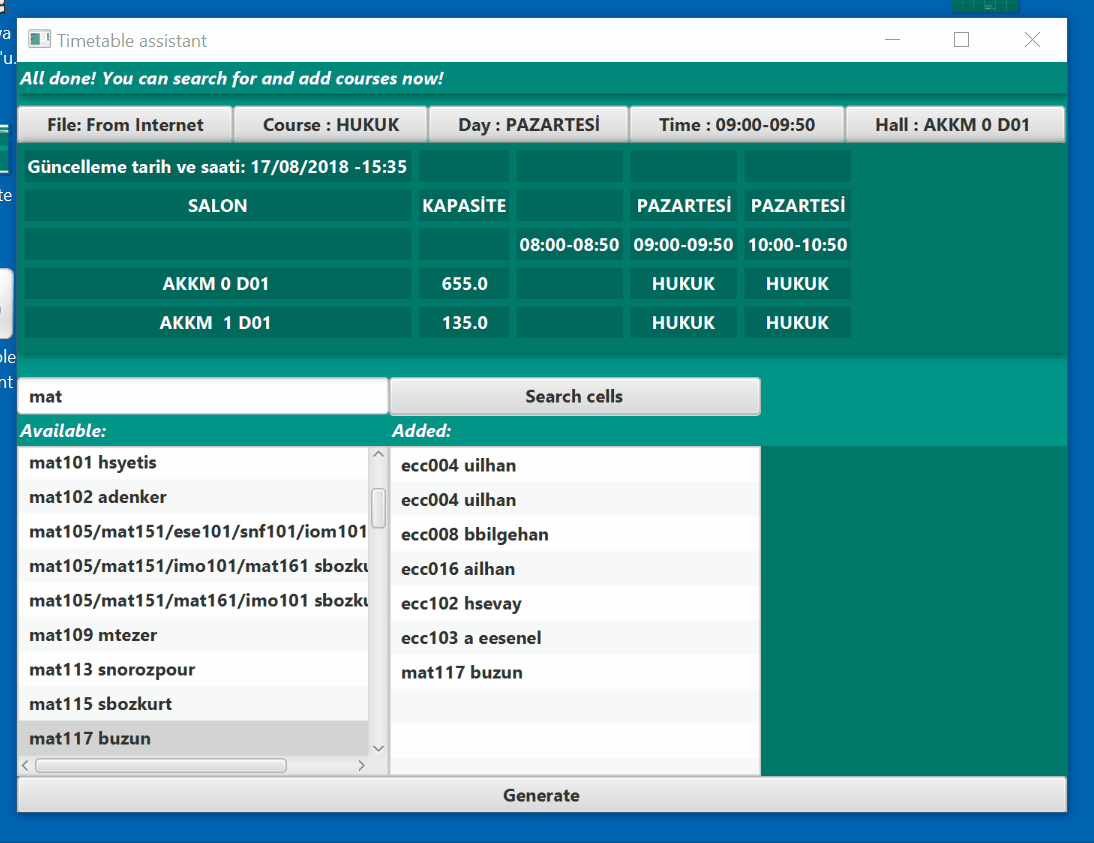 Timetable assistant
All done! You can search for and add courses now!
File: From Internet Course : HUKUK Day : PAZARTESİ Time : 09:00-09:50 Hall : AKKM 0 D01
Güncelleme tarih ve saati: 17/08/2018 -15:35
SALON KAPASİTE PAZARTESİ PAZARTESİ
08:00-08:50 09:00-09:50 10:00-10:50
AKKM 0 D01 655.0 HUKUK HUKUK
AKKM 1 D01 135.0 HUKUK HUKUK
mat Search cells
Available: Added:
mat101 hsyetis
mat102 adenker
mat105/mat151/ese101/snf101/iom101
mat105/mat151/imo101/mat161 sbozku
mat105/mat151/mat161/imo101 sbozku
mat109 mtezer
mat113 snorozpour
mat115 sbozkurt
mat117 buzun
ecc004 uilhan
ecc004 uilhan
ecc008 bbilgehan
ecc016 ailhan
ecc102 hsevay
ecc103 a eesenel
mat117 buzun
Generate